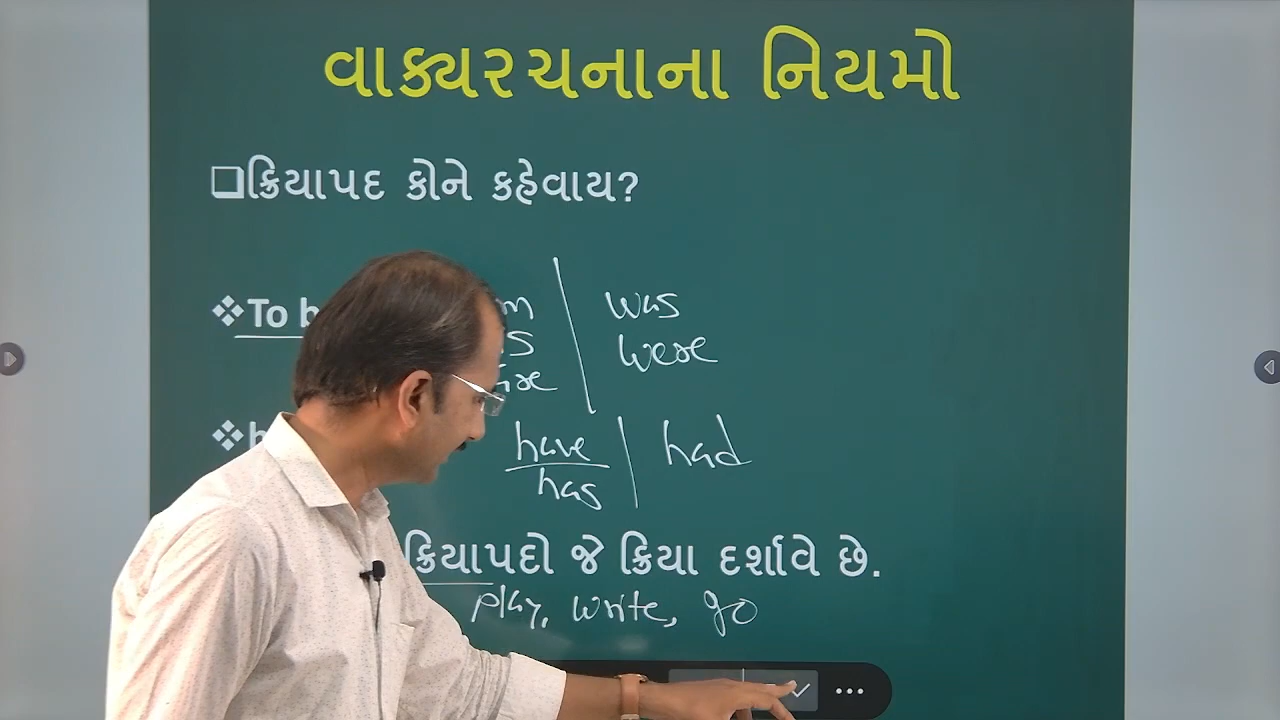 વાક્યરચનાના નિયમો
❑ક્રિયાપદ કોને કહેવાય?
❖To was
were
have had
has
ક્રિયાપદો જે ક્રિયા દર્શાવે છે.
play, write, go